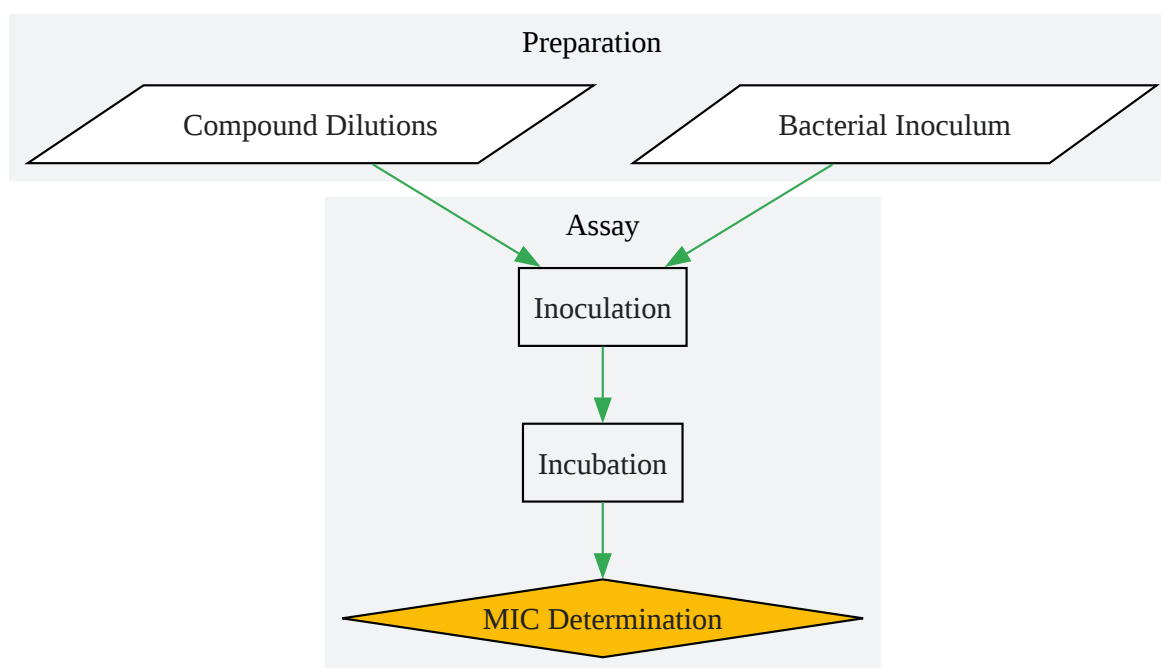 Preparation
Compound Dilutions
Bacterial Inoculum
Assay
Inoculation
Incubation
MIC Determination